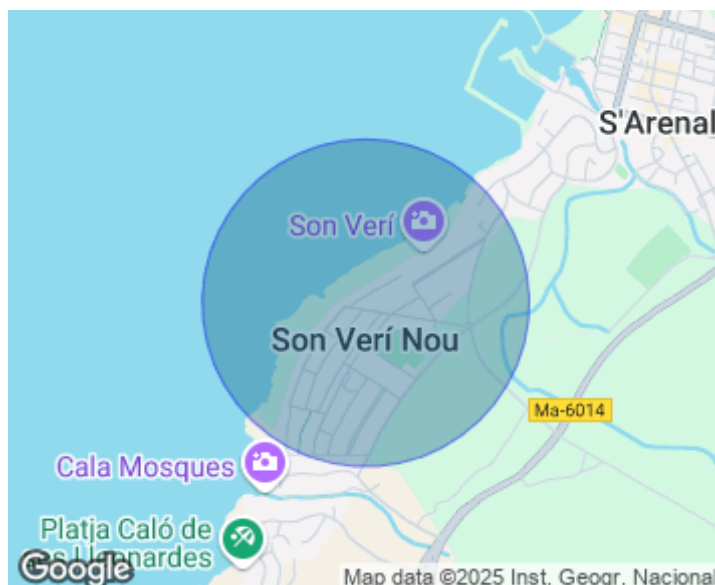 S'Arenal
Son Verí
Son Verí Nou
Ma-6014
Cala Mosques
Platja Caló de
Llennardes
Google
Map data ©2025 Inst. Geogr. Nacional